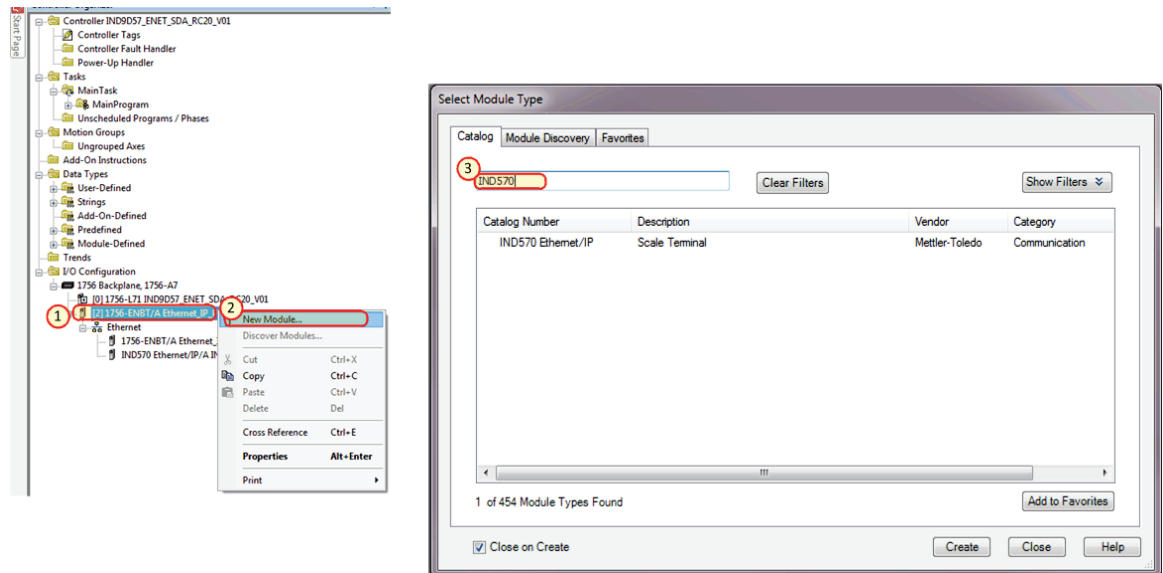 Start Page
Controller IND9D57_ENET_SDA_RC20_V01
Controller Tags
Controller Fault Handler
Power-Up Handler
Tasks
MainTask
MainProgram
Unscheduled Programs / Phases
Motion Groups
Ungrouped Axes
Add-On Instructions
Data Types
User-Defined
Strings
Add-On-Defined
Predefined
Module-Defined
Trends
I/O Configuration
1756 Backplane, 1756-A7
[0] 1756-L71 IND9D57_ENET_SDA_RC20_V01
1
[2] 1756-ENBT/A Ethernet_IP_
Ethernet
1756-ENBT/A Ethernet_
IND570 Ethernet/IP/A IN
2
New Module...
Discover Modules...
Cut Ctrl+X
Copy Ctrl+C
Paste Ctrl+V
Delete Del
Cross Reference Ctrl+E
Properties Alt+Enter
Print
Select Module Type
Catalog Module Discovery Favorites
3
IND570 Clear Filters Show Filters
Catalog Number Description Vendor Category
IND570 Ethernet/IP Scale Terminal Mettler-Toledo Communication
1 of 454 Module Types Found Add to Favorites
Close on Create Create Close Help